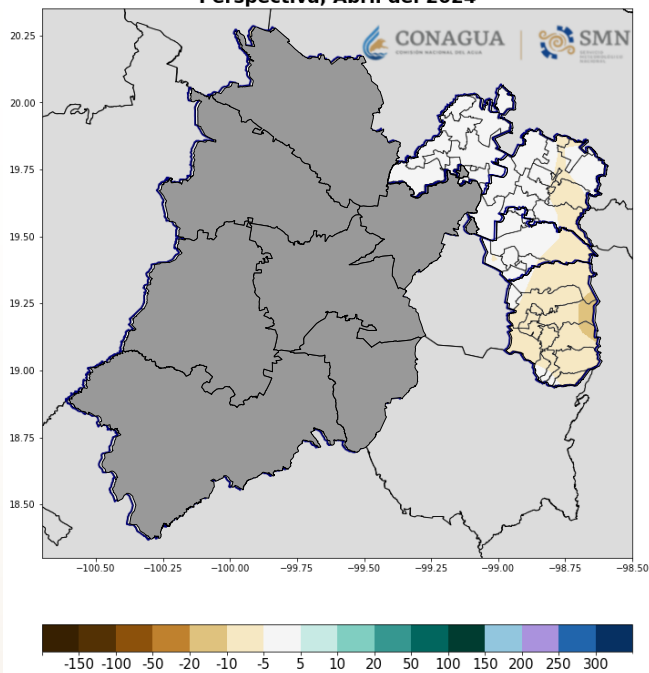 Perspectiva, Abril del 2024
CONAGUA
COMISIÓN NACIONAL DEL AGUA
SMN
SERVICIO
METEOROLÓGICO
NACIONAL
20.25
20.00
19.75
19.50
19.25
19.00
18.75
18.50
−100.50 −100.25 −100.00 −99.75 −99.50 −99.25 −99.00 −98.75 −98.50
-150 -100 -50 -20 -10 -5 5 10 20 50 100 150 200 250 300